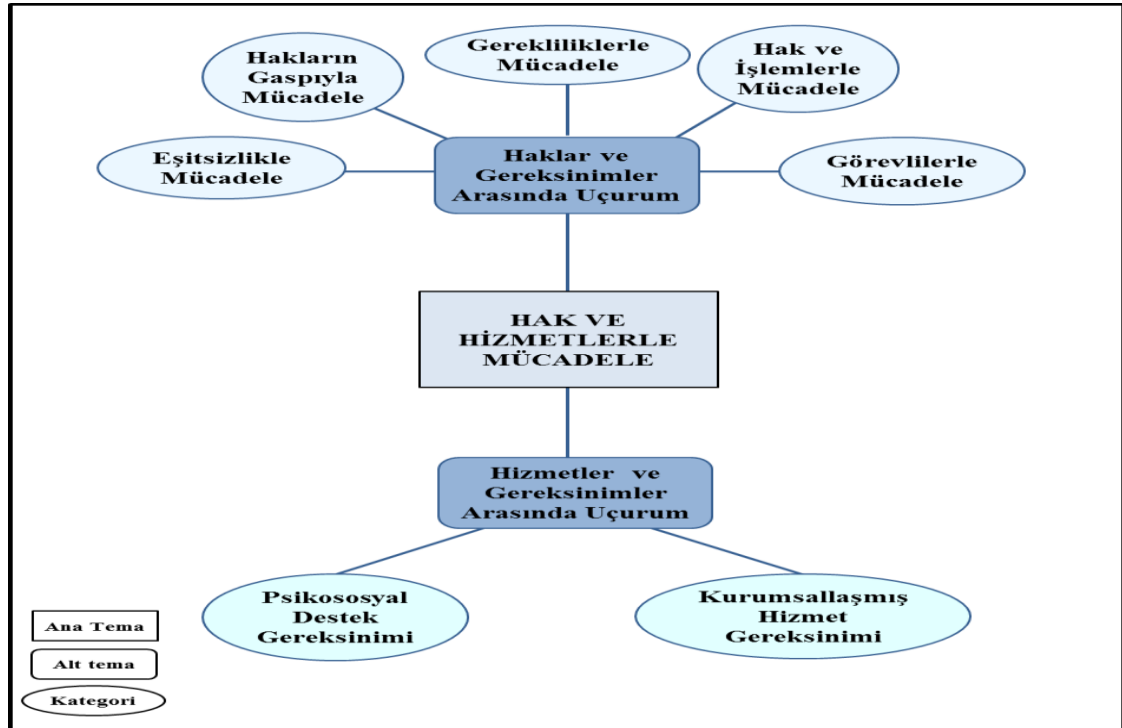 Gerekliliklerle
Mücadele
Hakların
Gaspıyla
Mücadele
Hak ve
İşlemlerle
Mücadele
Eşitsizlikle
Mücadele
Haklar ve
Gereksinimler
Arasında Uçurum
Görevlilerle
Mücadele
HAK VE
HİZMETLERLE
MÜCADELE
Hizmetler ve
Gereksinimler
Arasında Uçurum
Psikososyal
Destek
Gereksinimi
Kurumsallaşmış
Hizmet
Gereksinimi
Ana Tema
Alt tema
Kategori